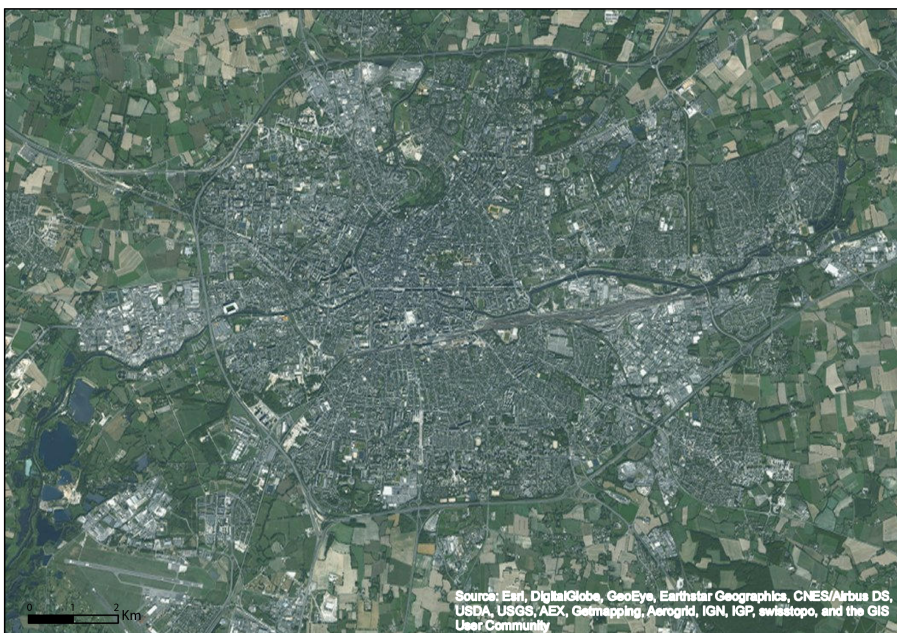 0 1 2 Km
Source: Esri, DigitalGlobe, GeoEye, Earthstar Geographics, CNES/Airbus DS,
USDA, USGS, AEX, Getmapping, Aerogrid, IGN, IGP, swisstopo, and the GIS
User Community